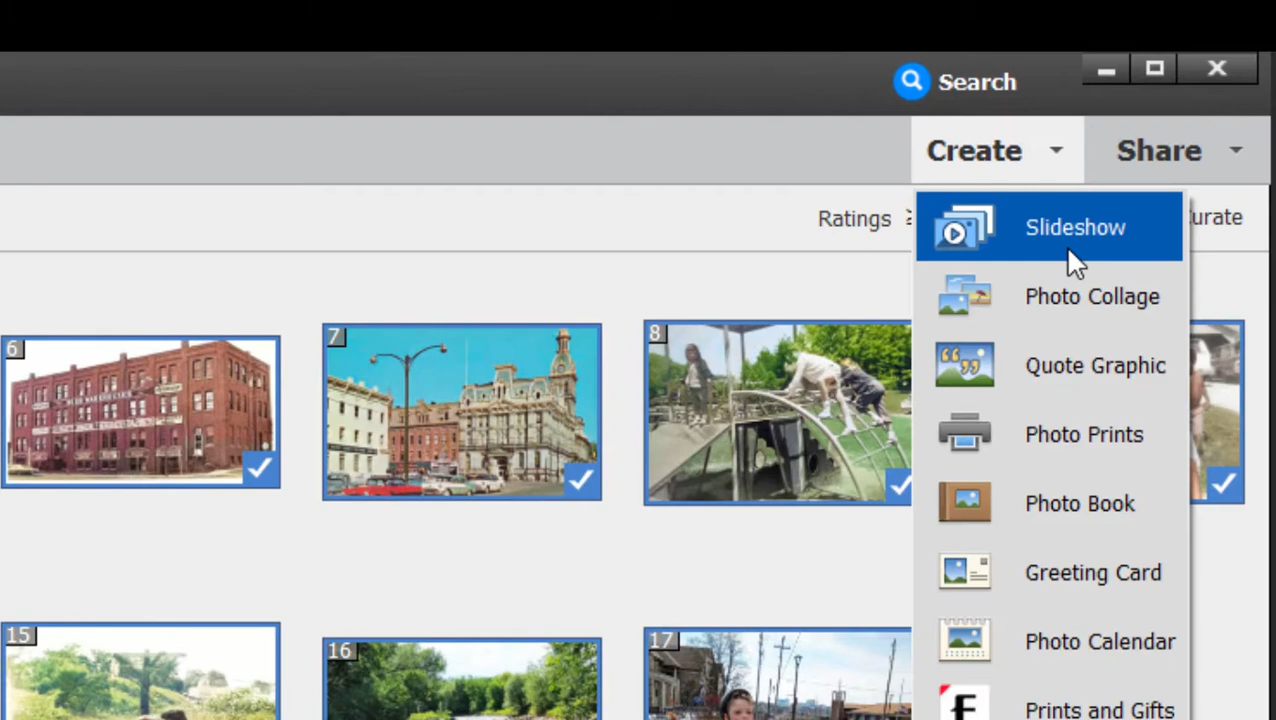 Search
Create
Share
Ratings
urate
Slideshow
Photo Collage
Quote Graphic
Photo Prints
Photo Book
Greeting Card
Photo Calendar
Prints and Gifts
6
7
8
15
16
17